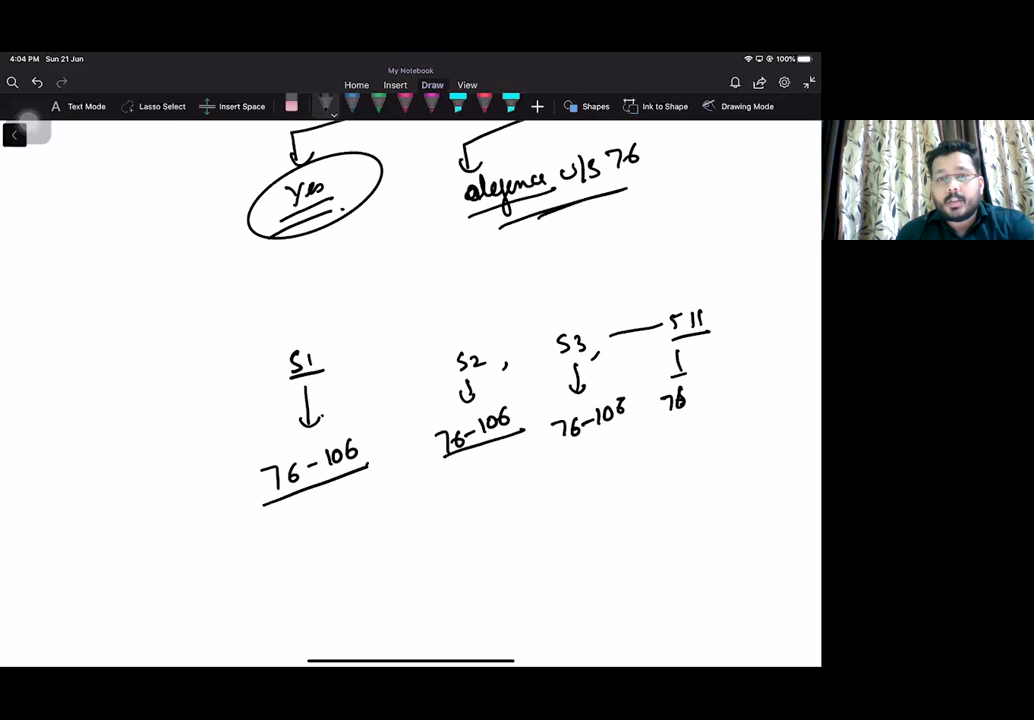 4:04 PM Sun 21 Jun 100%
My Notebook
Home Insert Draw View
Text Mode Lasso Select Insert Space Shapes Ink to Shape Drawing Mode
Yes
defence u/s 76
S1 S2 , S3 , — 511
76-106 76-106 76-106 76